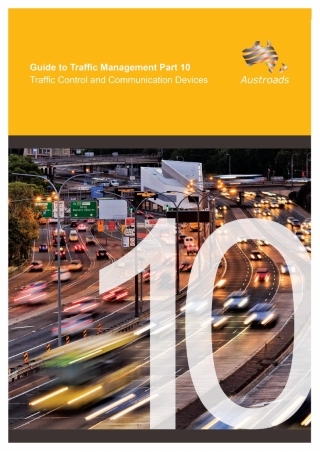 Guide to Traffic Management Part 10
Traffic Control and Communication Devices
Austroads
10